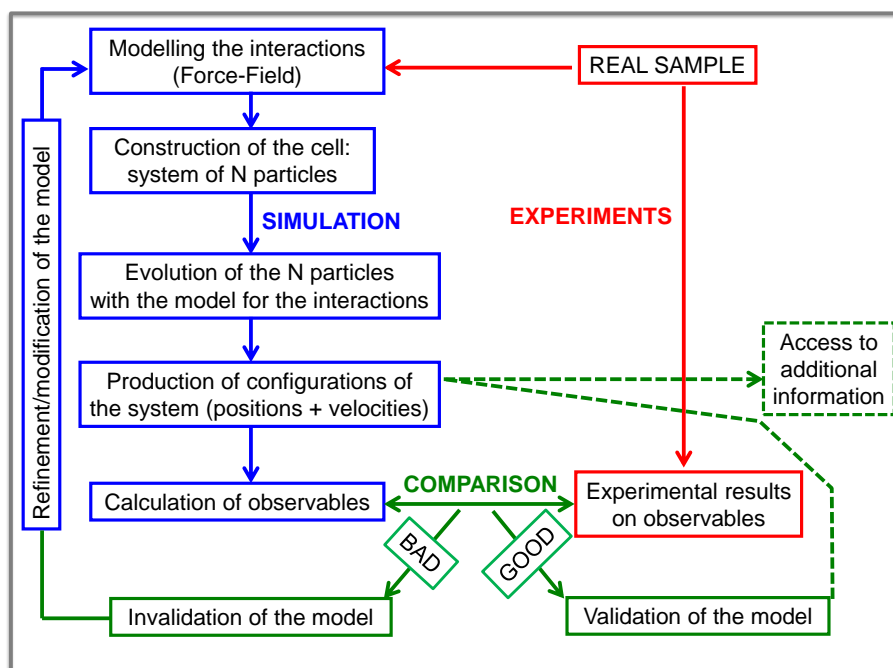 Modelling the interactions
(Force-Field)
REAL SAMPLE
Construction of the cell:
system of N particles
SIMULATION
EXPERIMENTS
Evolution of the N particles
with the model for the interactions
Refinement/modification of the model
Access to
additional
information
Production of configurations of
the system (positions + velocities)
COMPARISON
Calculation of observables
Experimental results
on observables
BAD
GOOD
Invalidation of the model
Validation of the model